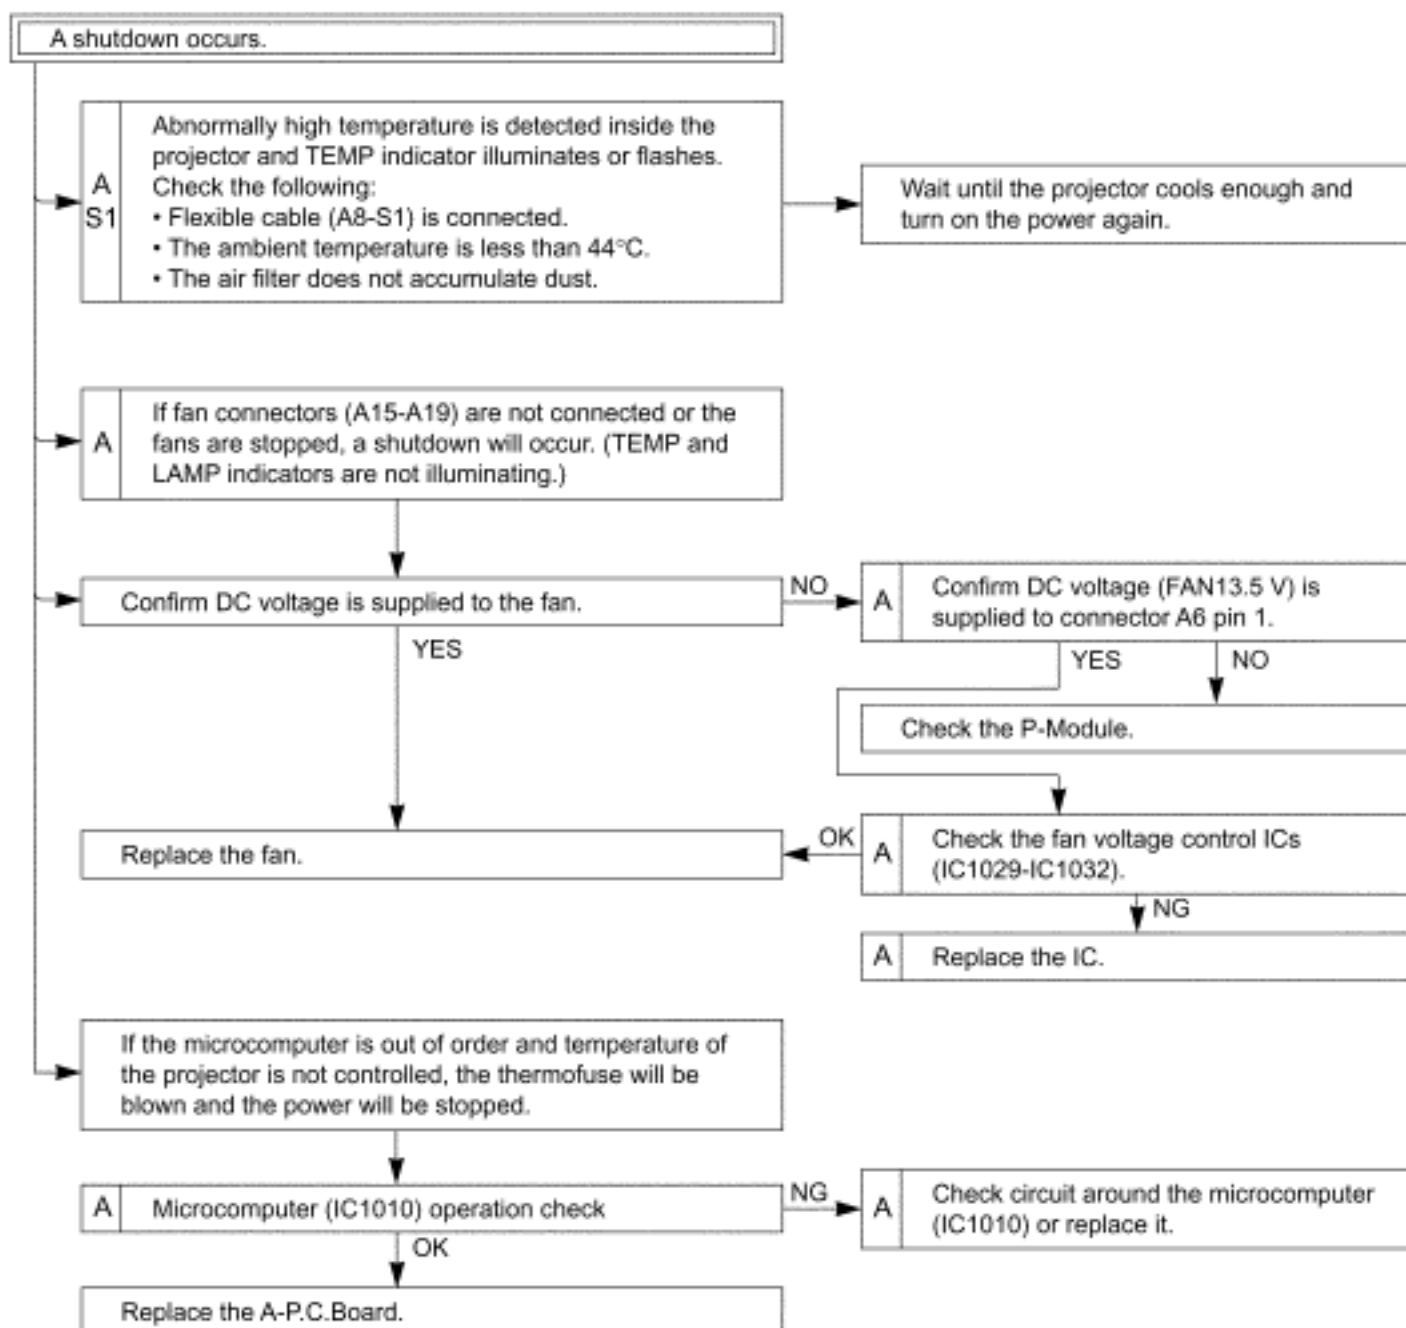 A shutdown occurs.
A
S1
Abnormally high temperature is detected inside the
projector and TEMP indicator illuminates or flashes.
Check the following:
• Flexible cable (A8-S1) is connected.
• The ambient temperature is less than 44°C.
• The air filter does not accumulate dust.
Wait until the projector cools enough and
turn on the power again.
A
If fan connectors (A15-A19) are not connected or the
fans are stopped, a shutdown will occur. (TEMP and
LAMP indicators are not illuminating.)
Confirm DC voltage is supplied to the fan.
NO
A
Confirm DC voltage (FAN13.5 V) is
supplied to connector A6 pin 1.
YES
YES
NO
Check the P-Module.
Replace the fan.
OK
A
Check the fan voltage control ICs
(IC1029-IC1032).
NG
A
Replace the IC.
If the microcomputer is out of order and temperature of
the projector is not controlled, the thermofuse will be
blown and the power will be stopped.
A
Microcomputer (IC1010) operation check
NG
A
Check circuit around the microcomputer
(IC1010) or replace it.
OK
Replace the A-P.C.Board.